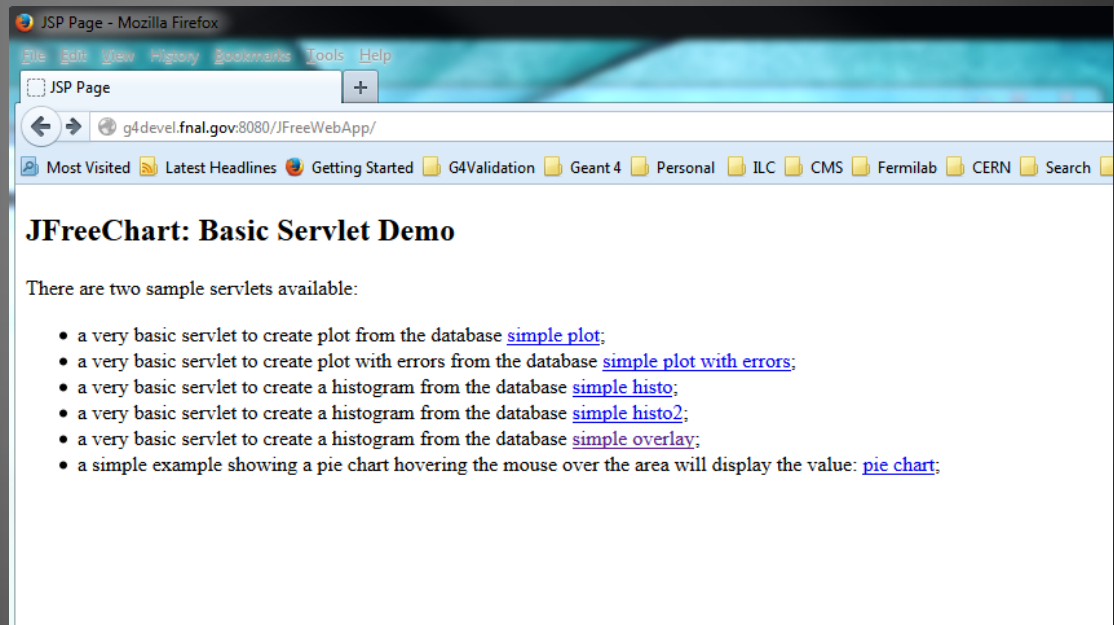 JSP Page - Mozilla Firefox
File Edit View History Bookmarks Tools Help
JSP Page +
g4devel.fnal.gov:8080/JFreeWebApp/
Most Visited Latest Headlines Getting Started G4Validation Geant 4 Personal ILC CMS Fermilab CERN Search
JFreeChart: Basic Servlet Demo
There are two sample servlets available:
• a very basic servlet to create plot from the database simple plot;
• a very basic servlet to create plot with errors from the database simple plot with errors;
• a very basic servlet to create a histogram from the database simple histo;
• a very basic servlet to create a histogram from the database simple histo2;
• a very basic servlet to create a histogram from the database simple overlay;
• a simple example showing a pie chart hovering the mouse over the area will display the value: pie chart;